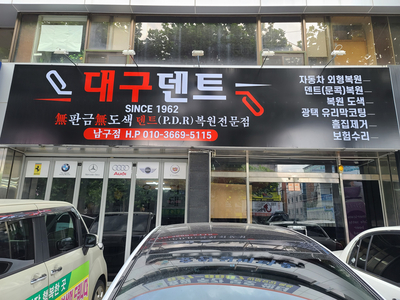 대구덴트
SINCE 1962
無판금無도색 덴트(P.D.R)복원전문점
남구점 H.P 010-3669-5115
자동차 외형복원
덴트(문콕)복원
복원 도색
광택 유리막코팅
흠집제거
보험수리
Audi